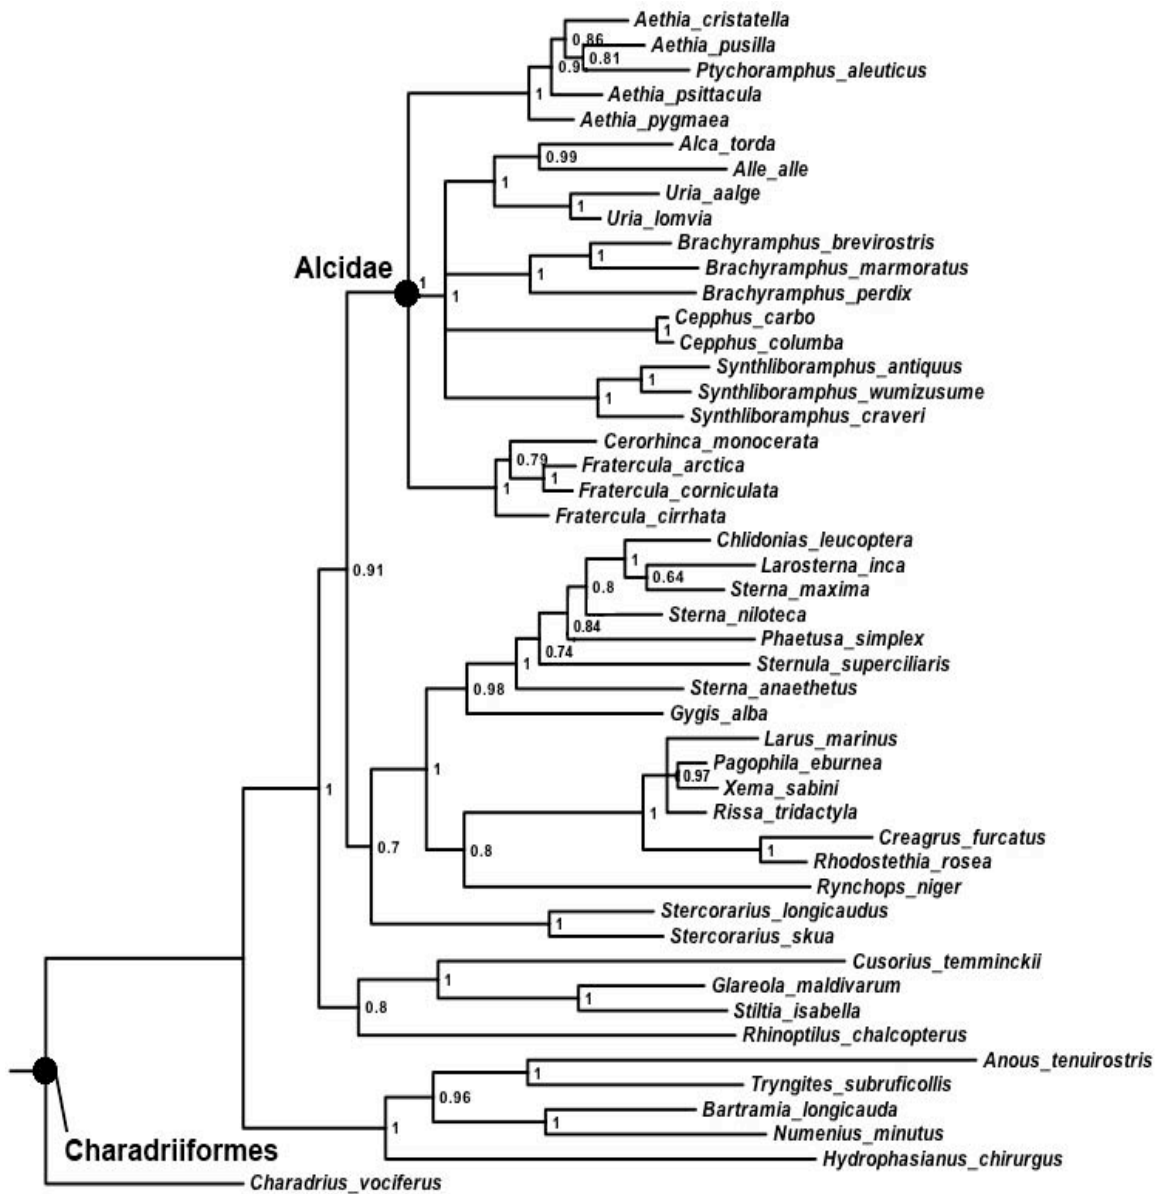 Aethia_cristatella
0.86
Aethia_pusilla
0.81
0.9
Ptychoramphus_aleuticus
1
Aethia_psittacula
Aethia_pygmaea
Alca_torda
0.99
Alle_alle
1
Uria_aalge
1
Uria_lomvia
Brachyramphus_brevirostris
1
Alcidae
Brachyramphus_marmoratus
1
1
1
Brachyramphus_perdix
Cepphus_carbo
1
Cepphus_columba
Synthliboramphus_antiquus
1
Synthliboramphus_wumizusume
1
Synthliboramphus_craveri
Cerorhinca_monocerata
0.79
Fratercula_arctica
1
1
Fratercula_corniculata
Fratercula_cirrhata
Chlidonias_leucoptera
1
0.91
Larosterna_inca
0.64
0.8
Sterna_maxima
Sterna_niloteca
0.84
Phaetusa_simplex
0.74
1
Sternula_superciliaris
0.98
Sterna_anaethetus
Gygis_alba
Larus_marinus
1
Pagophila_eburnea
0.97
1
Xema_sabini
1
Rissa_tridactyla
Creagrus_furcatus
0.7
0.8
1
Rhodostethia_rosea
Rynchops_niger
Stercorarius_longicaudus
1
Stercorarius_skua
Cusorius_temminckii
1
Glareola_maldivarum
1
0.8
Stiltia_isabella
Rhinoptilus_chalcopterus
Anous_tenuirostris
1
Tryngites_subruficollis
0.96
Bartramia_longicauda
1
1
Numenius_minutus
Charadriiformes
Hydrophasianus_chirurgus
Charadrius_vociferus